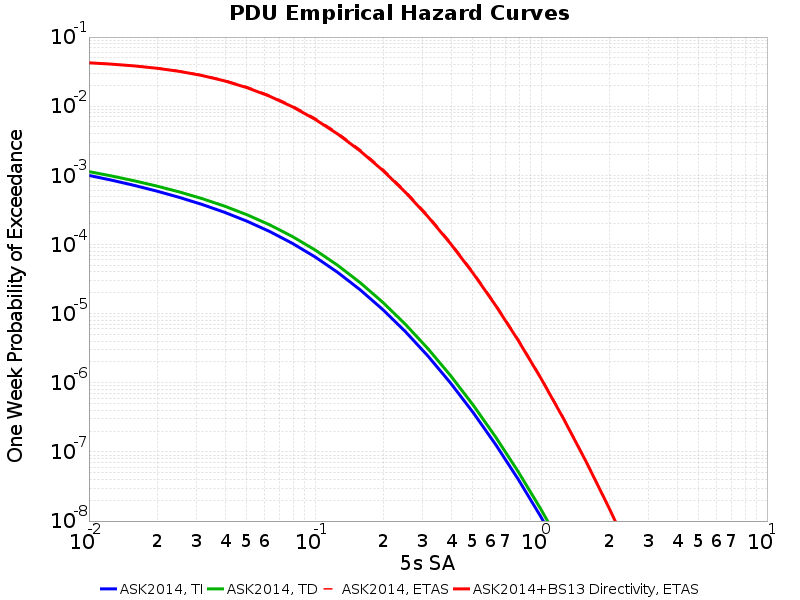 PDU Empirical Hazard Curves
One Week Probability of Exceedance
10-1
10-2
10-3
10-4
10-5
10-6
10-7
10-8
10-2 2 3 4 5 6 10-1 2 3 4 5 6 7 100 2 3 4 5 6 7 101
5s SA
ASK2014, TI ASK2014, TD ASK2014, ETAS ASK2014+BS13 Directivity, ETAS